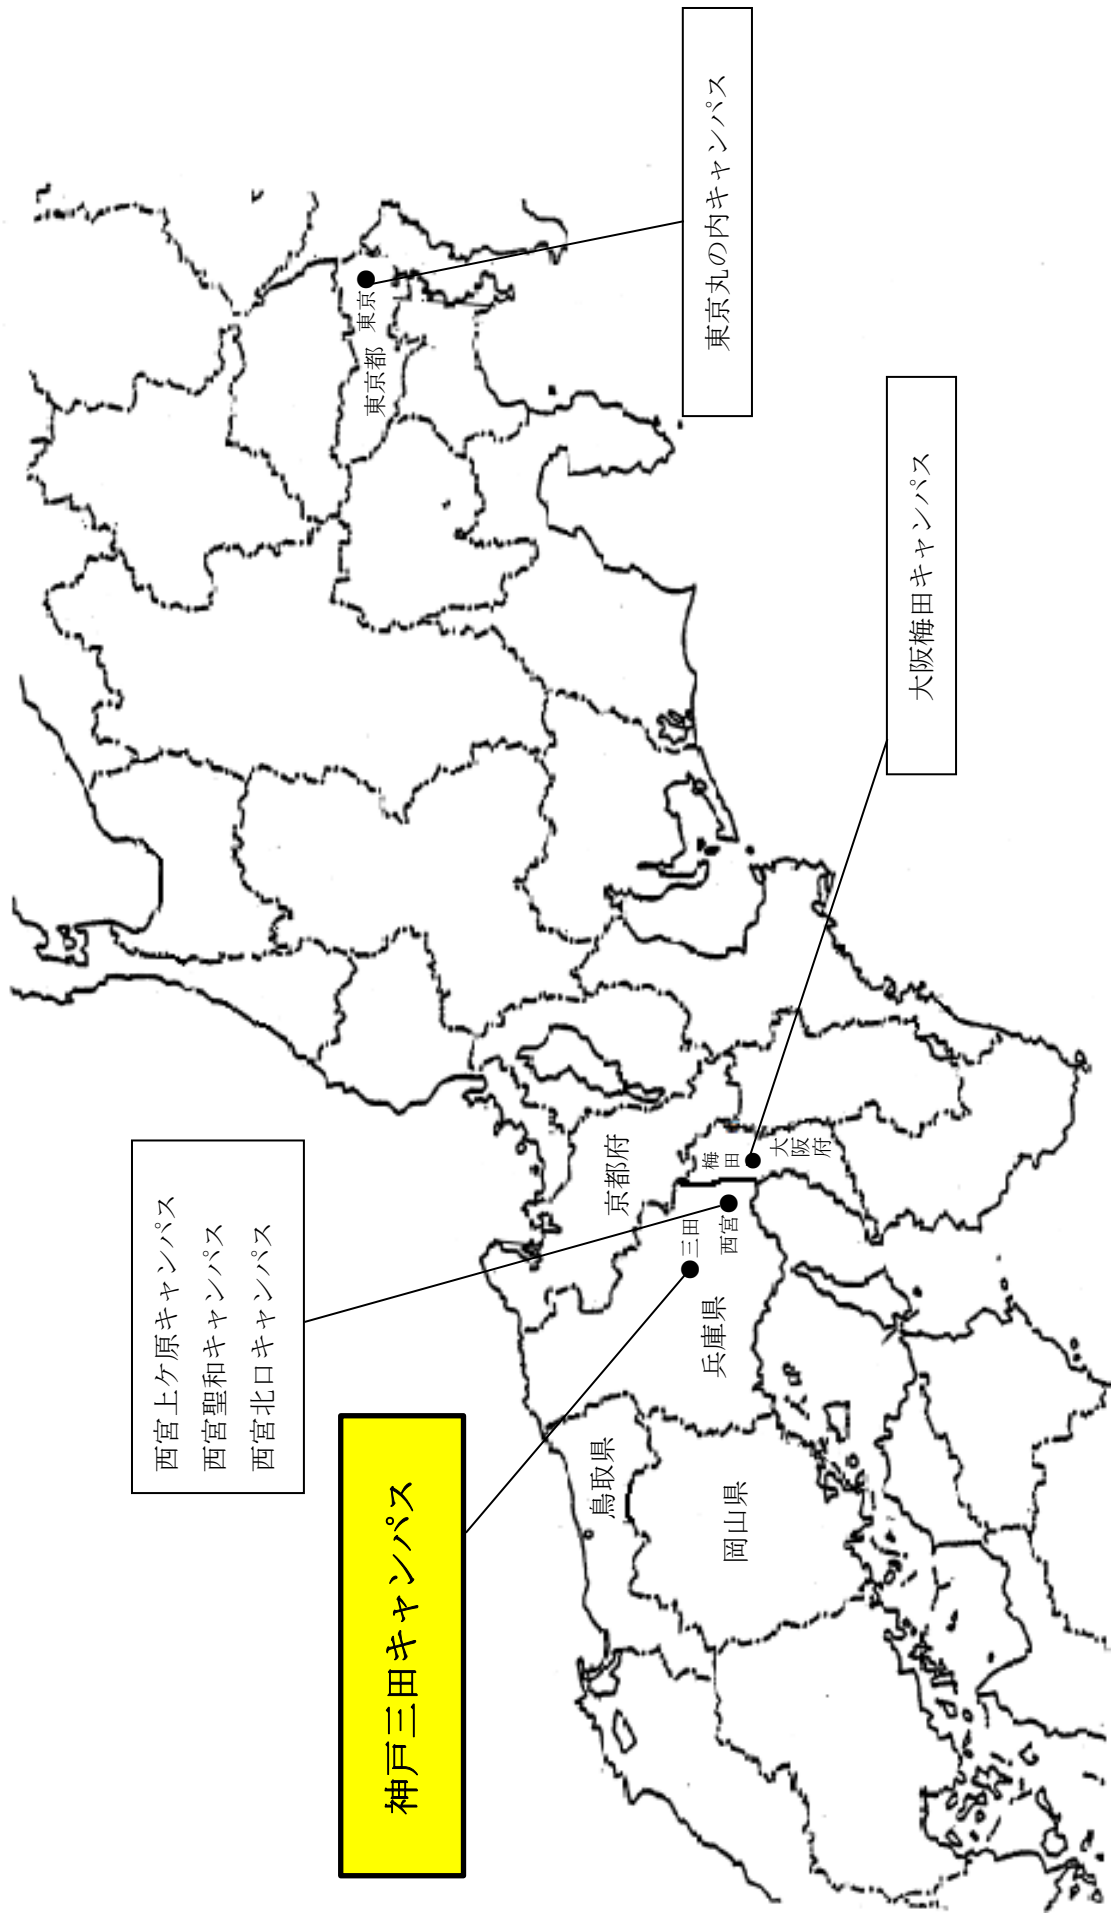 西宮上ケ原キャンパス
西宮聖和キャンパス
西宮北口キャンパス
神戸三田キャンパス
鳥取県
岡山県
兵庫県
三田
西宮
京都府
梅田
大阪府
大阪梅田キャンパス
東京都
東京
東京丸の内キャンパス